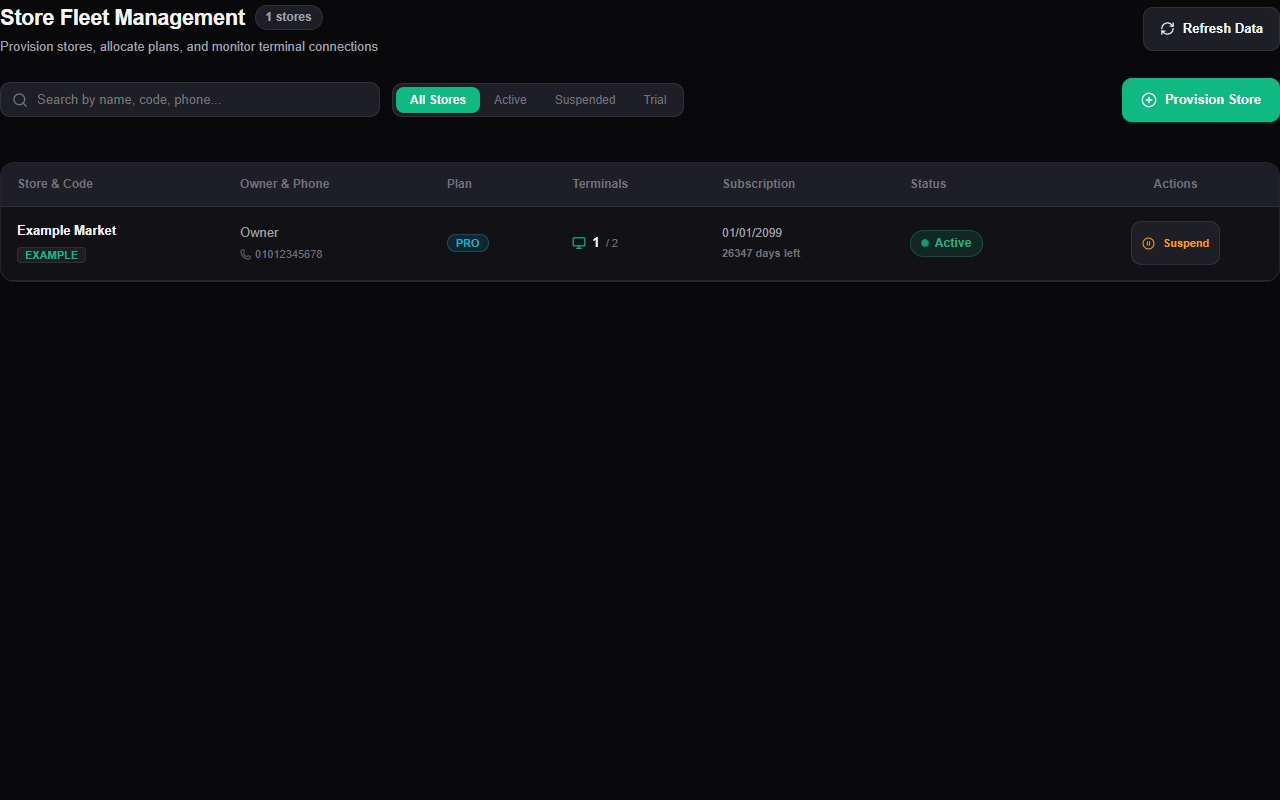 Store Fleet Management 1 stores
Refresh Data
Provision stores, allocate plans, and monitor terminal connections
Search by name, code, phone...
All Stores Active Suspended Trial
Provision Store
Store & Code Owner & Phone Plan Terminals Subscription Status Actions
Example Market
EXAMPLE
Owner
01012345678
PRO
1 / 2
01/01/2099
26347 days left
Active
Suspend